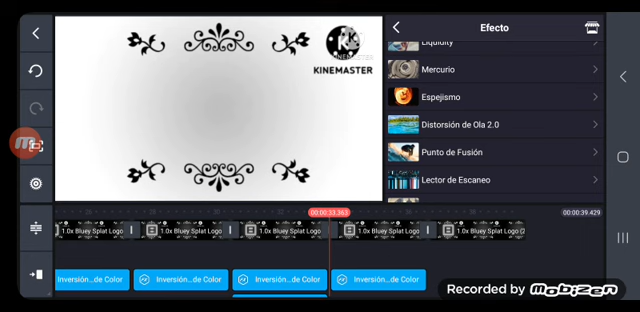 Efecto
Liquidity
KINEMASTER
KINEMASTER
Mercurio
Espejismo
Distorsión de Ola 2.0
Punto de Fusión
Lector de Escaneo
00:00:33.363
00:00:39.429
1.0x Bluey Splat Logo
1.0x Bluey Splat Logo
1.0x Bluey Splat Logo
1.0x Bluey Splat Logo
1.0x Bluey Splat Logo (2
Inversión...de Color
Inversión...de Color
Inversión...de Color
Inversión...de Color
Recorded by mobizen